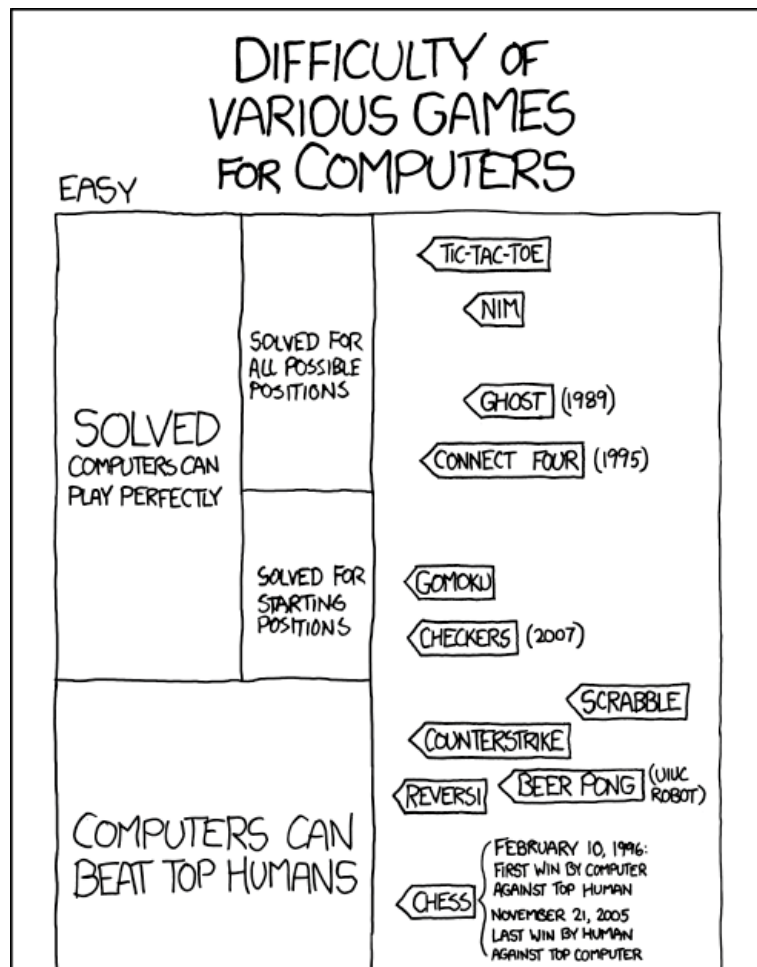 DIFFICULTY OF
VARIOUS GAMES
FOR COMPUTERS
EASY
SOLVED
COMPUTERS CAN
PLAY PERFECTLY
SOLVED FOR
ALL POSSIBLE
POSITIONS
TIC-TAC-TOE
NIM
GHOST (1989)
CONNECT FOUR (1995)
SOLVED FOR
STARTING
POSITIONS
GOMOKU
CHECKERS (2007)
COMPUTERS CAN
BEAT TOP HUMANS
SCRABBLE
COUNTERSTRIKE
REVERSI
BEER PONG (UIUC
ROBOT)
CHESS
FEBRUARY 10, 1996:
FIRST WIN BY COMPUTER
AGAINST TOP HUMAN
NOVEMBER 21, 2005
LAST WIN BY HUMAN
AGAINST TOP COMPUTER